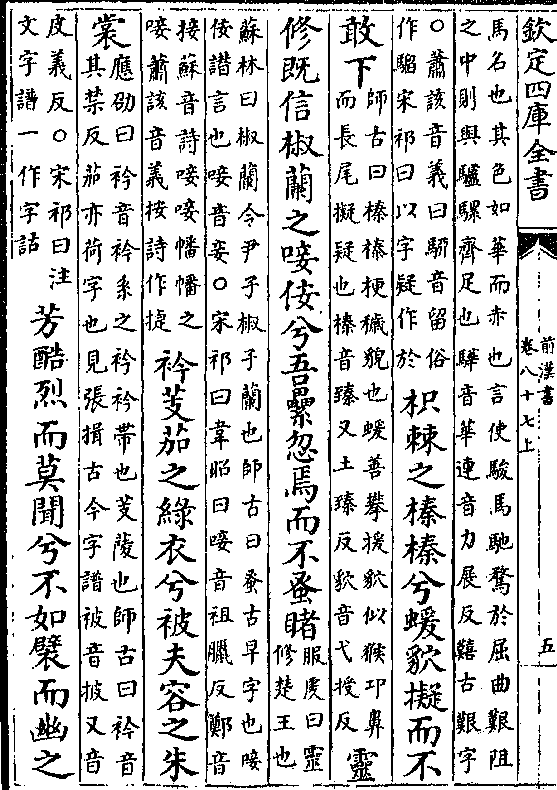 欽定四庫全書
前漢書
卷八十七上
五
馬名也其色如華而赤也言使駿馬馳騖於屈曲艱阻
之中則與驢騾齊足也驊音華連音力展反囏古艱字
○蕭該音義曰駵音留俗
作騮宋祁曰以字疑作於
枳棘之榛榛兮蝯貁擬而不
敢下
師古曰榛榛梗穢貌也蝯善攀援貁似猴卬鼻
而長尾擬疑也榛音臻又士臻反貁音弋授反
靈
修既信椒蘭之唼佞兮吾纍忽焉而不蚤睹
服虔曰靈
修楚王也
蘇林曰椒蘭令尹子椒子蘭也師古曰蚤古早字也唼
佞譖言也唼音妾○宋祁曰韋昭曰唼音祖臘反鄭音
接蘇音詩唼唼幡幡之
唼蕭該音義按詩作捷
衿芰茄之綠衣兮被夫容之朱
裳
應劭曰衿音衿系之衿衿帶也芰陵也師古曰衿音
其禁反茄亦荷字也見張揖古今字譜被音披又音
皮義反○宋祁曰注
文字譜一作字詁
芳酷烈而莫聞兮不如襞而幽之